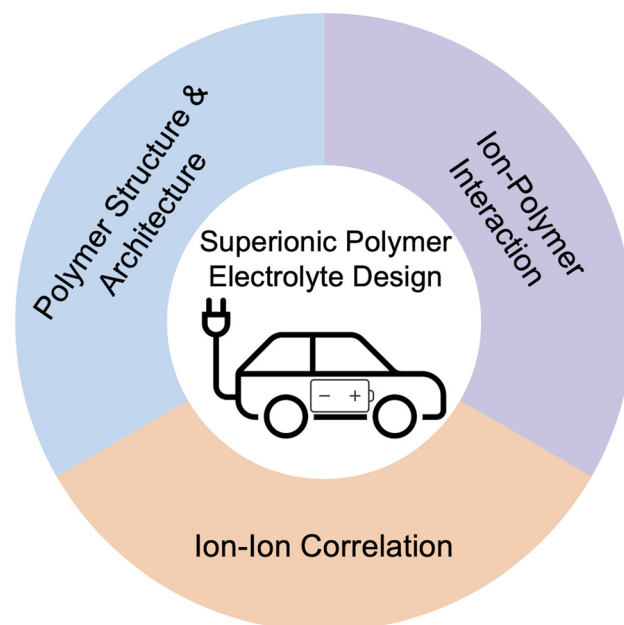 Polymer Structure &
Architecture
Ion-Polymer
Interaction
Superionic Polymer
Electrolyte Design
− +
Ion-Ion Correlation